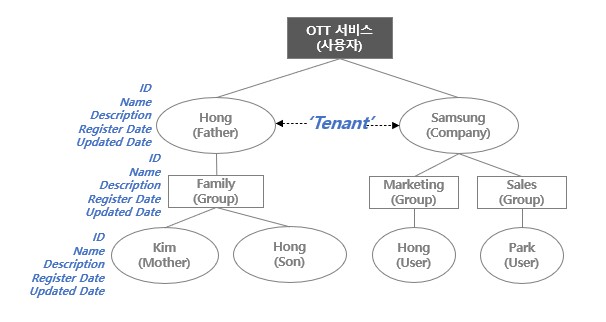 OTT 서비스
(사용자)
ID
Name
Description
Register Date
Updated Date
Hong
(Father)
‘Tenant’
Samsung
(Company)
ID
Name
Description
Register Date
Updated Date
Family
(Group)
Marketing
(Group)
Sales
(Group)
ID
Name
Description
Register Date
Updated Date
Kim
(Mother)
Hong
(Son)
Hong
(User)
Park
(User)